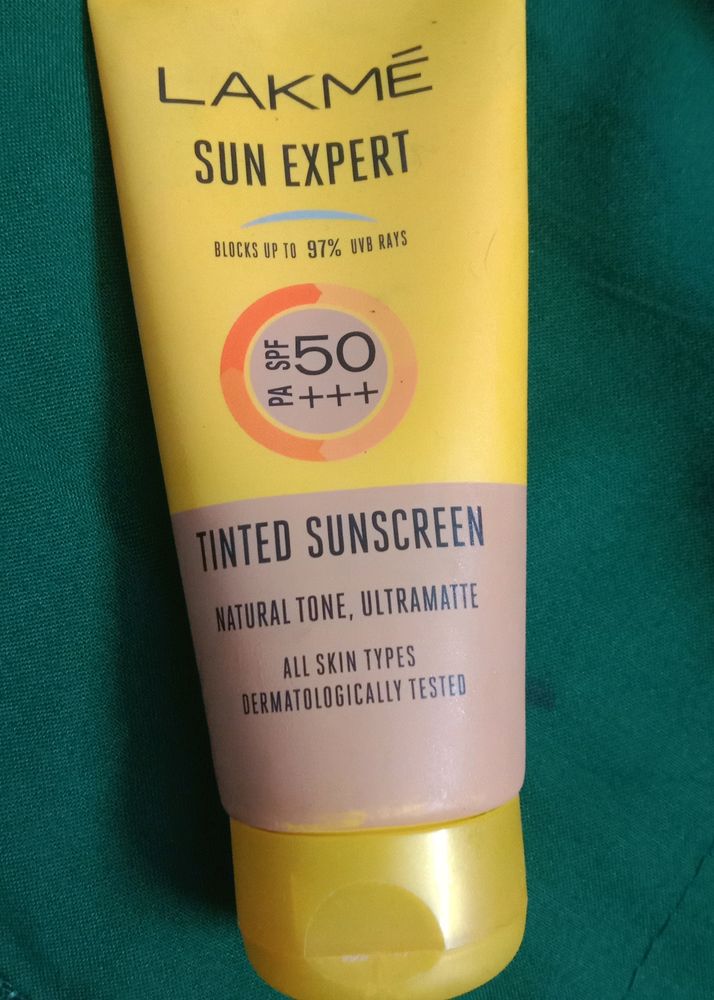 LAKMÉ
SUN EXPERT
BLOCKS UP TO 97% UVB RAYS
SPF 50
PA +++
TINTED SUNSCREEN
NATURAL TONE, ULTRAMATTE
ALL SKIN TYPES
DERMATOLOGICALLY TESTED